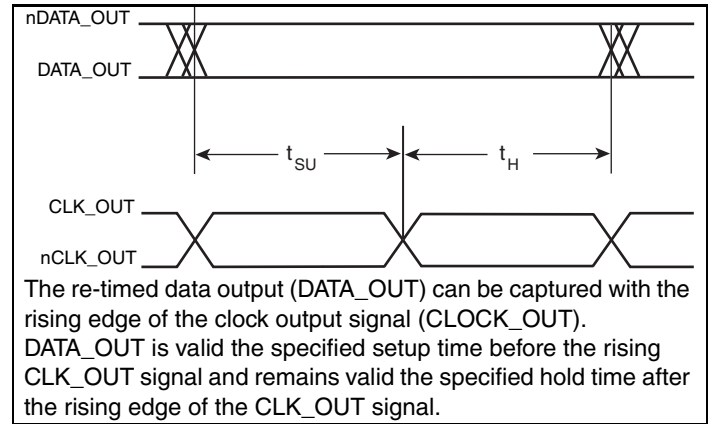 nDATA_OUT
DATA_OUT
tSU
tH
CLK_OUT
nCLK_OUT
The re-timed data output (DATA_OUT) can be captured with the
rising edge of the clock output signal (CLOCK_OUT).
DATA_OUT is valid the specified setup time before the rising
CLK_OUT signal and remains valid the specified hold time after
the rising edge of the CLK_OUT signal.